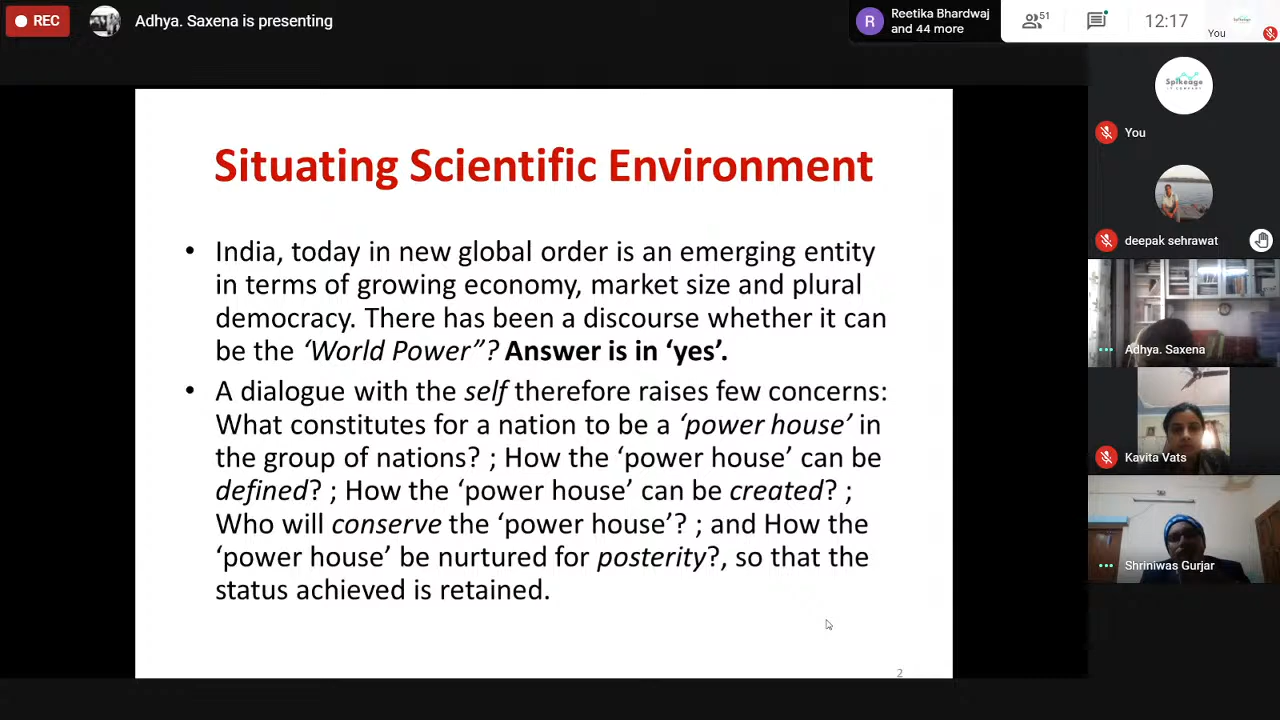 REC
Adhya. Saxena is presenting
R
Reetika Bhardwaj
and 44 more
51
12:17
You
Spikeage
IT COMPANY
You
deepak sehrawat
Adhya. Saxena
Kavita Vats
Shriniwas Gurjar
Situating Scientific Environment
• India, today in new global order is an emerging entity
in terms of growing economy, market size and plural
democracy. There has been a discourse whether it can
be the ‘World Power”? Answer is in ‘yes’.
• A dialogue with the self therefore raises few concerns:
What constitutes for a nation to be a ‘power house’ in
the group of nations? ; How the ‘power house’ can be
defined? ; How the ‘power house’ can be created? ;
Who will conserve the ‘power house’? ; and How the
‘power house’ be nurtured for posterity?, so that the
status achieved is retained.
2